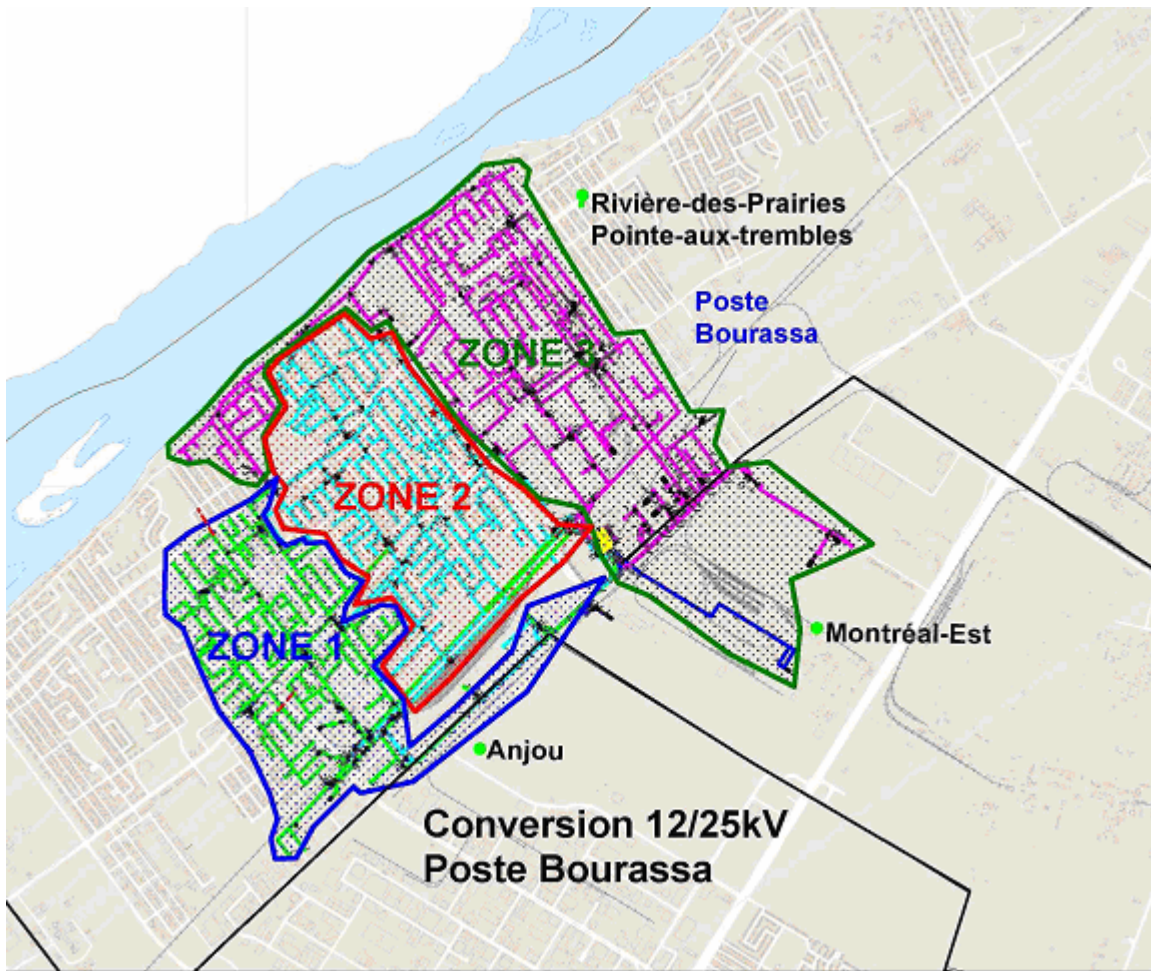 Rivière-des-Prairies
Pointe-aux-trembles
Poste
Bourassa
ZONE 3
ZONE 2
ZONE 1
Montréal-Est
Anjou
Conversion 12/25kV
Poste Bourassa